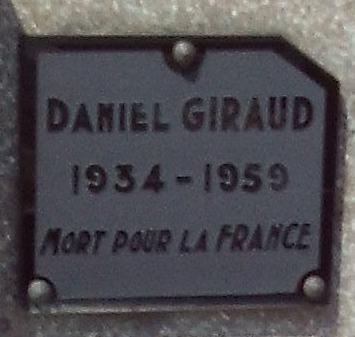 DANIEL GIRAUD
1934 - 1959
MORT POUR LA FRANCE